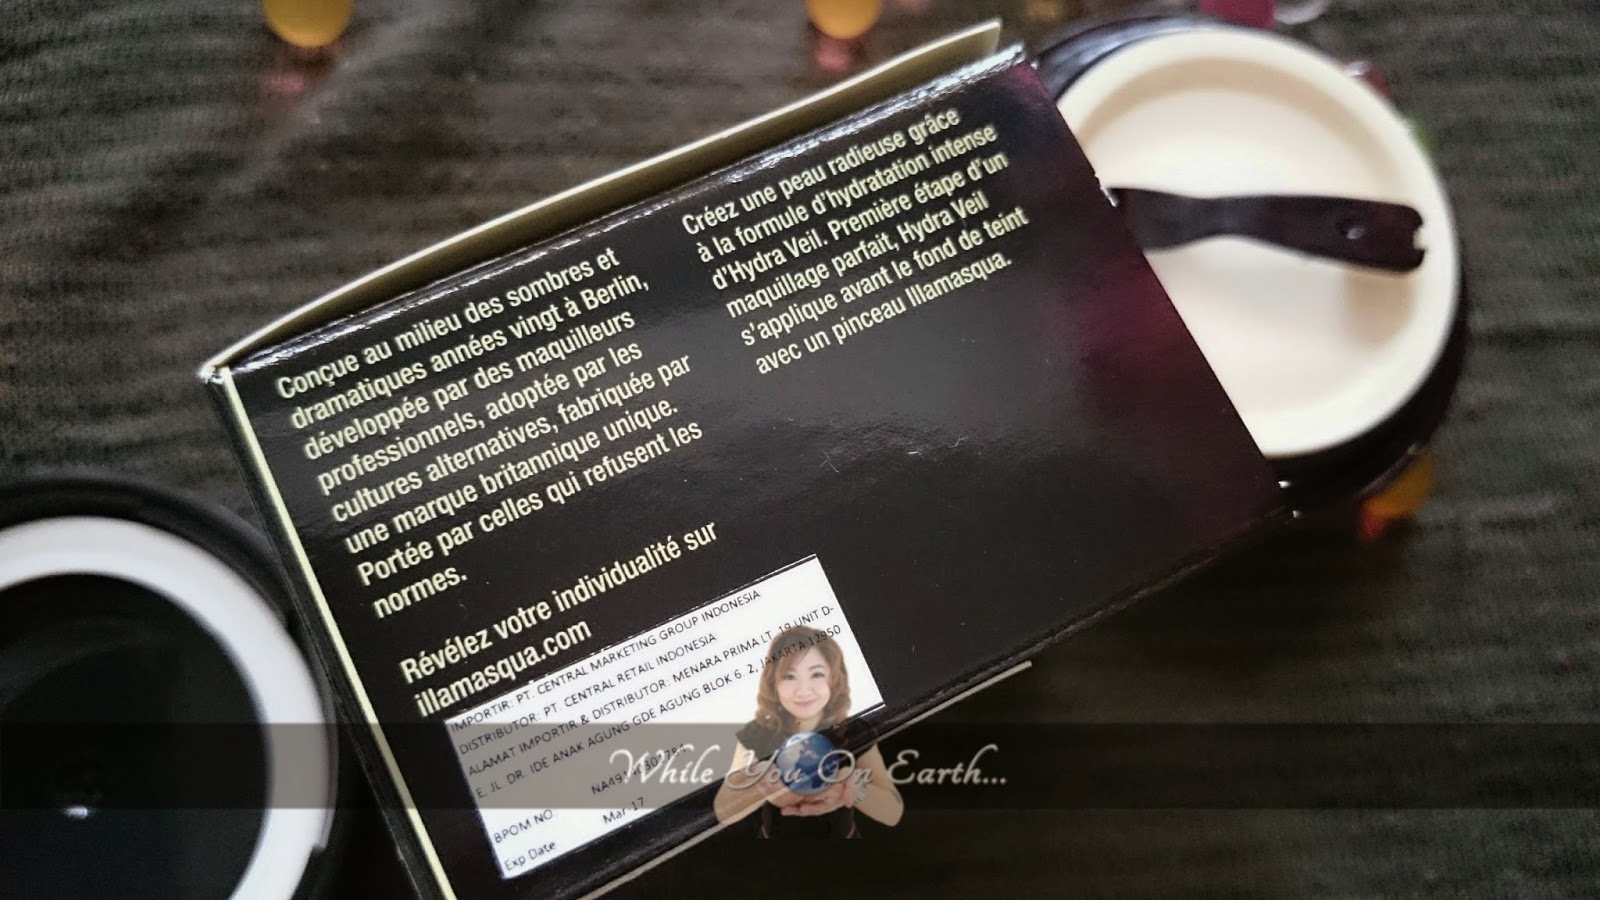 Conçue au milieu des sombres et
dramatiques années vingt à Berlin,
développée par des maquilleurs
professionnels, adoptée par les
cultures alternatives, fabriquée par
une marque britannique unique.
Portée par celles qui refusent les
normes.
Révélez votre individualité sur
illamasqua.com
Créez une peau radieuse grâce
à la formule d'hydratation intense
d'Hydra Veil. Première étape d'un
maquillage parfait, Hydra Veil
s'applique avant le fond de teint
avec un pinceau Illamasqua.
IMPORTIR: PT. CENTRAL MARKETING GROUP INDONESIA
DISTRIBUTOR: PT. CENTRAL RETAIL INDONESIA
ALAMAT IMPORTIR & DISTRIBUTOR: MENARA PRIMA LT. 19 UNIT D-
E, JL. DR. IDE ANAK AGUNG GDE AGUNG BLOK 6. 2, JAKARTA 12950
BPOM NO.
Exp Date Mar-17
While You On Earth...